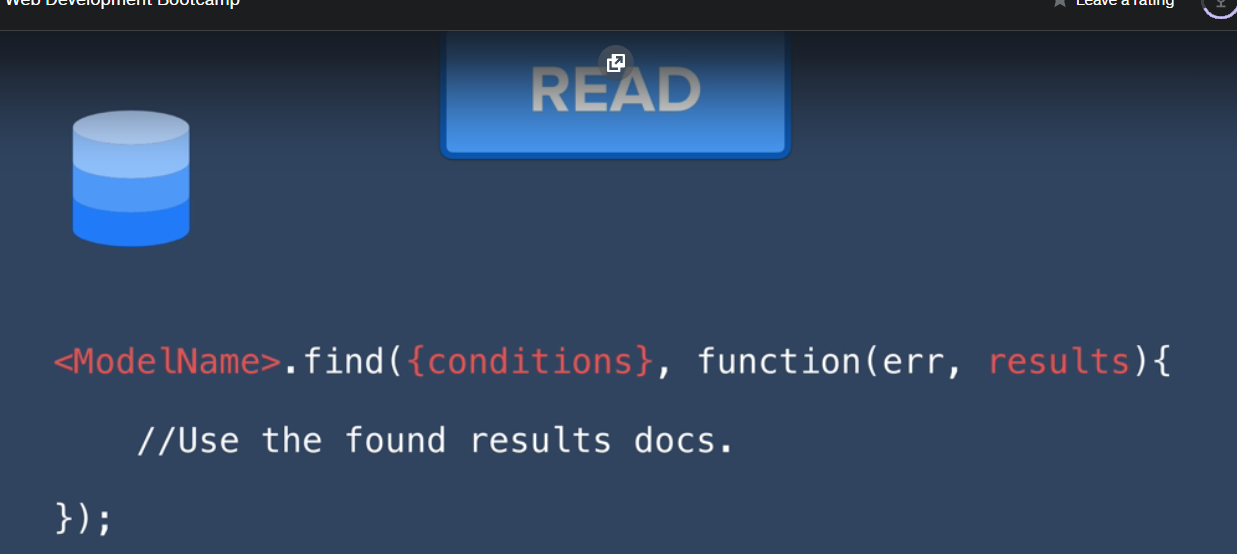 Web Development Bootcamp
Leave a rating
READ
<ModelName>.find({conditions}, function(err, results){
//Use the found results docs.
});